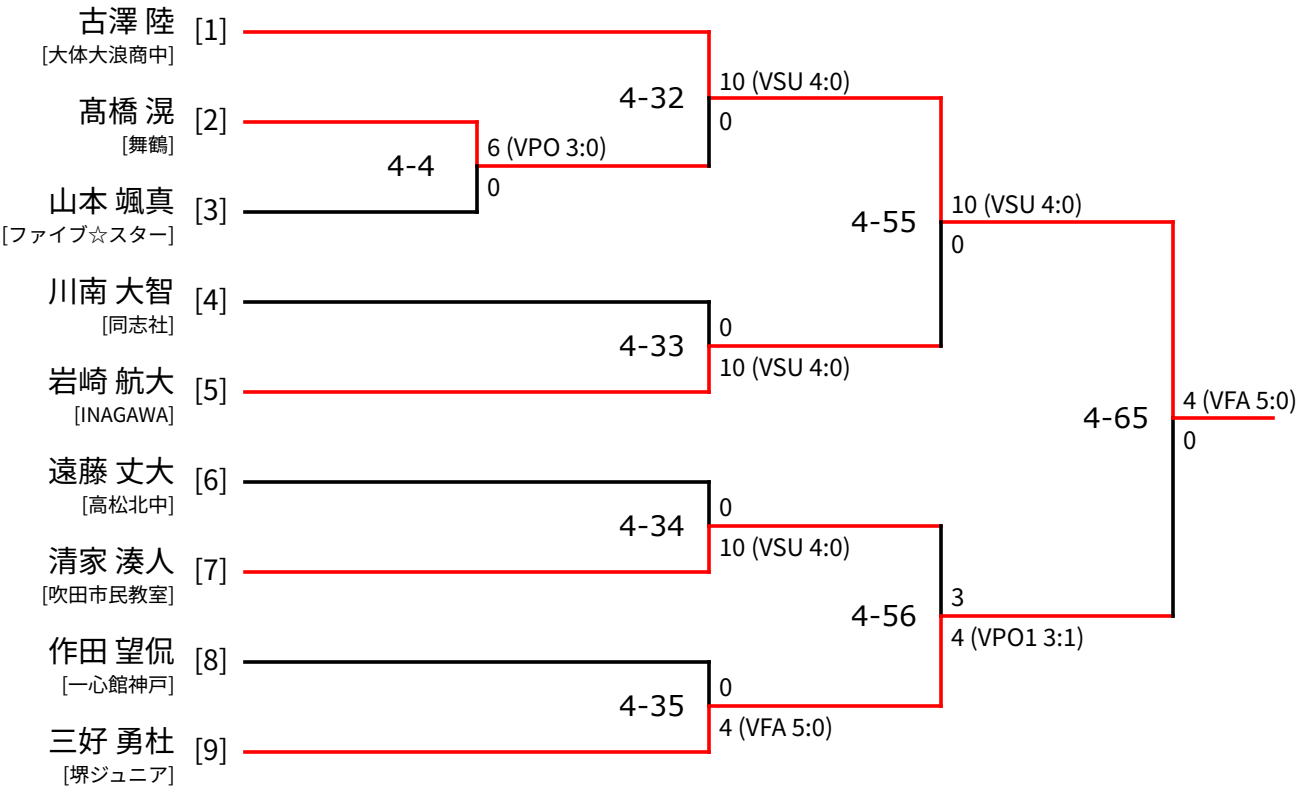 古澤 陸 [1]
[大体大浪商中]
髙橋 滉 [2]
[舞鶴]
山本 颯真 [3]
[ファイブ☆スター]
川南 大智 [4]
[同志社]
岩崎 航大 [5]
[INAGAWA]
遠藤 丈大 [6]
[高松北中]
清家 湊人 [7]
[吹田市民教室]
作田 望侃 [8]
[一心館神戸]
三好 勇杜 [9]
[堺ジュニア]
4-4
6 (VPO 3:0)
0
4-32
10 (VSU 4:0)
0
4-33
0
10 (VSU 4:0)
4-34
0
10 (VSU 4:0)
4-35
0
4 (VFA 5:0)
4-55
10 (VSU 4:0)
0
4-56
3
4 (VPO1 3:1)
4-65
4 (VFA 5:0)
0